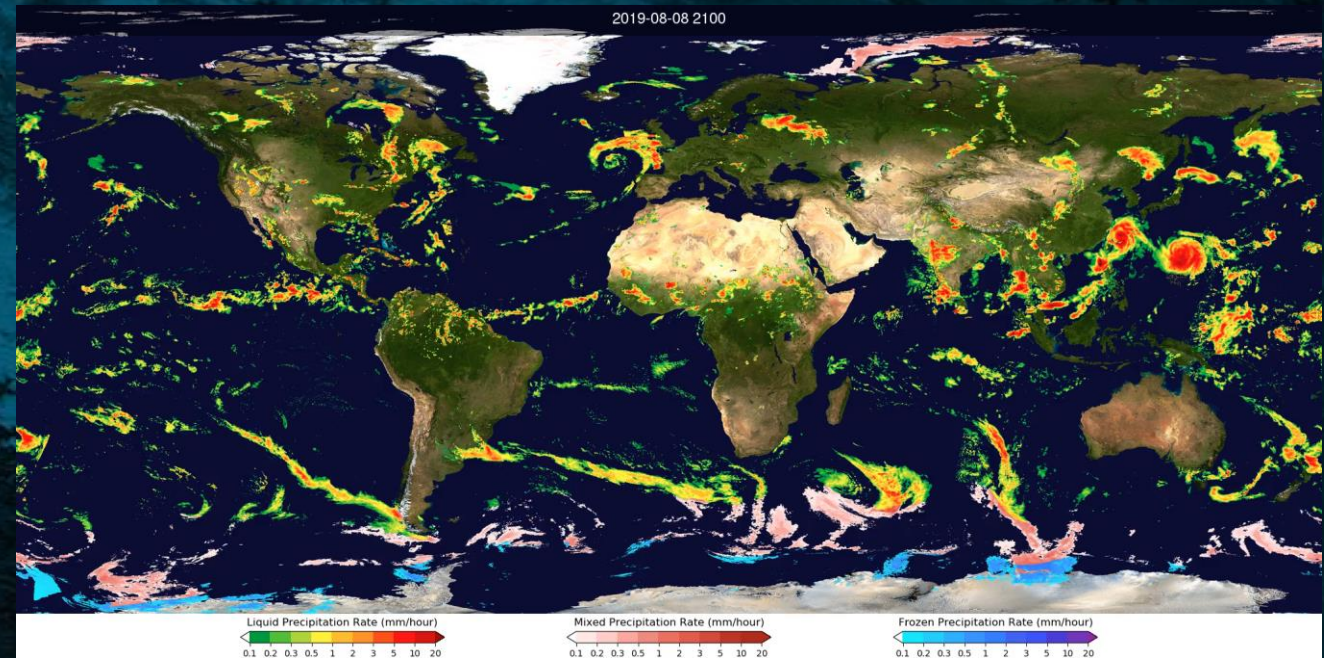 2019-08-08 2100
Liquid Precipitation Rate (mm/hour)
0.1 0.2 0.3 0.5 1 2 3 5 10 20
Mixed Precipitation Rate (mm/hour)
0.1 0.2 0.3 0.5 1 2 3 5 10 20
Frozen Precipitation Rate (mm/hour)
0.1 0.2 0.3 0.5 1 2 3 5 10 20